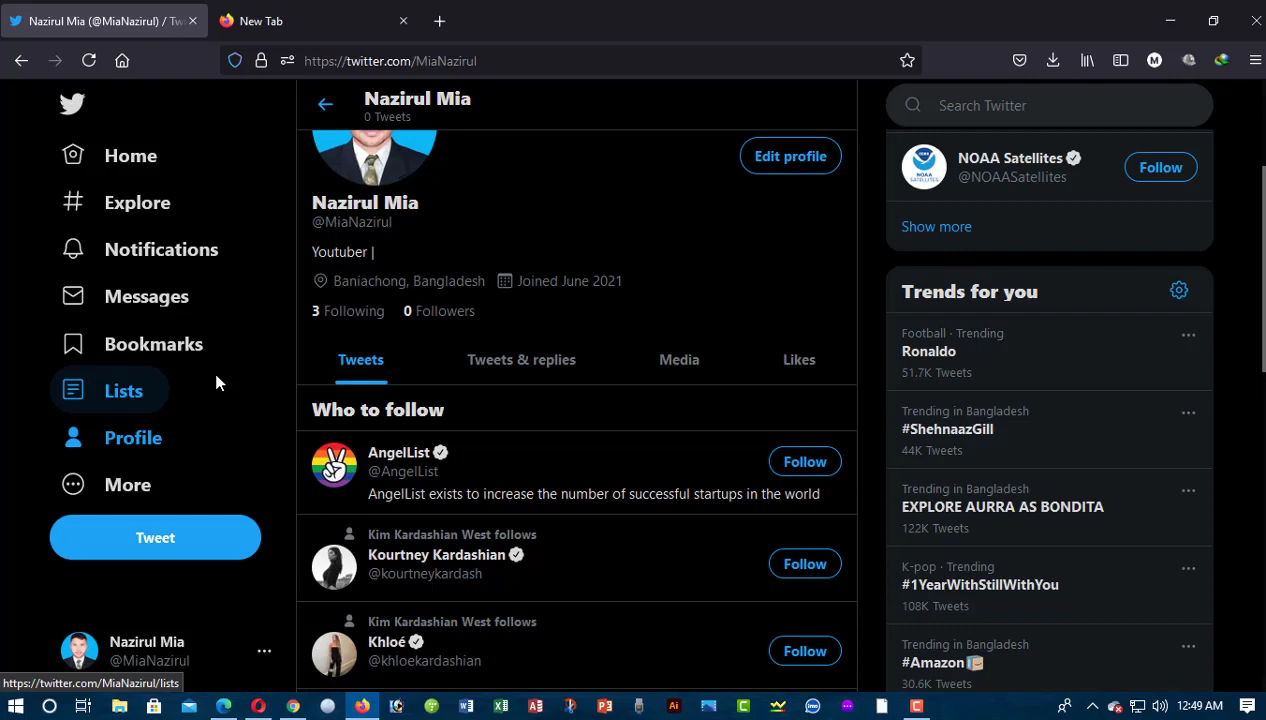 Nazirul Mia (@MiaNazirul) / Tw
New Tab
https://twitter.com/MiaNazirul
M
Home
Explore
Notifications
Messages
Bookmarks
Lists
Profile
More
Tweet
Nazirul Mia
@MiaNazirul
https://twitter.com/MiaNazirul/lists
Nazirul Mia
0 Tweets
Edit profile
Nazirul Mia
@MiaNazirul
Youtuber |
Baniachong, Bangladesh Joined June 2021
3 Following 0 Followers
Tweets Tweets & replies Media Likes
Who to follow
AngelList
@AngelList
Follow
AngelList exists to increase the number of successful startups in the world
Kim Kardashian West follows
Kourtney Kardashian
@kourtneykardash
Follow
Kim Kardashian West follows
Khloé
@khloekardashian
Follow
Search Twitter
NOAA
NOAA Satellites
@NOAASatellites
Follow
Show more
Trends for you
Football · Trending
Ronaldo
51.7K Tweets
Trending in Bangladesh
#ShehnaazGill
44K Tweets
Trending in Bangladesh
EXPLORE AURRA AS BONDITA
122K Tweets
K-pop · Trending
#1YearWithStillWithYou
108K Tweets
Trending in Bangladesh
#Amazon
30.6K Tweets
12:49 AM